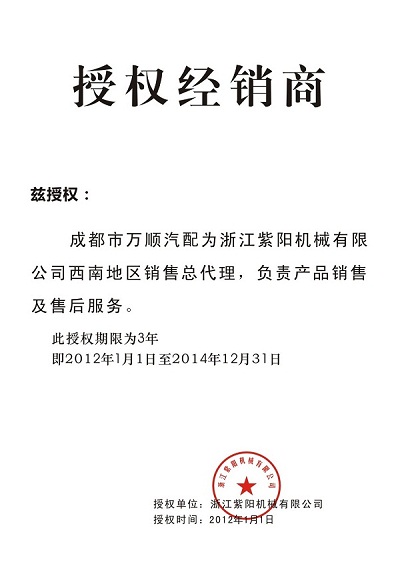 授权经销商
兹授权：
成都市万顺汽配为浙江紫阳机械有限
公司西南地区销售总代理，负责产品销售
及售后服务。
此授权期限为3年
即2012年1月1日至2014年12月31日
浙江紫阳机械有限公司
授权单位：浙江紫阳机械有限公司
授权时间：2012年1月1日